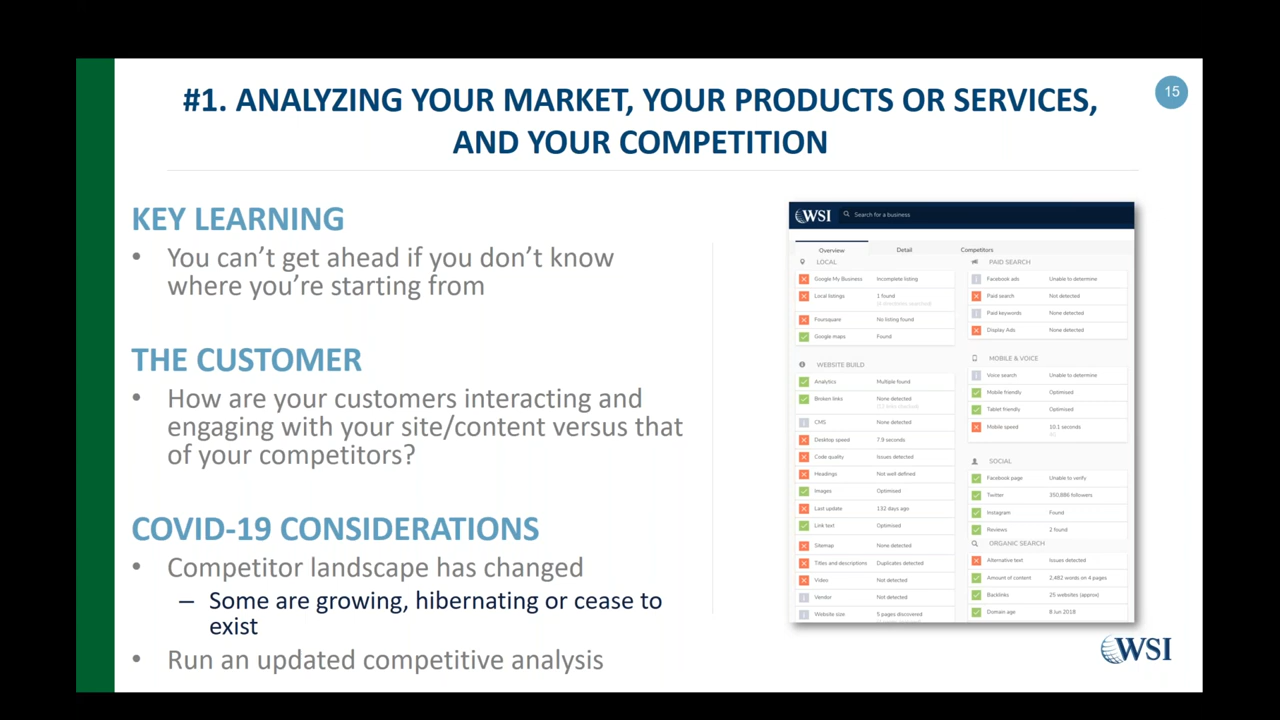 #1. ANALYZING YOUR MARKET, YOUR PRODUCTS OR SERVICES,
AND YOUR COMPETITION
15
KEY LEARNING
• You can't get ahead if you don't know
where you're starting from
THE CUSTOMER
• How are your customers interacting and
engaging with your site/content versus that
of your competitors?
COVID-19 CONSIDERATIONS
• Competitor landscape has changed
– Some are growing, hibernating or cease to
exist
• Run an updated competitive analysis
WSI Search for a business
Overview Detail Competitors
LOCAL
Google My Business Incomplete listing
Local listings 1 found
Foursquare No listing found
Google maps Found
WEBSITE BUILD
Analytics Multiple found
Broken links None detected
CMS None detected
Desktop speed 7.9 seconds
Code quality Issues detected
Headings Not well defined
Images Optimised
Last update 132 days ago
Link text Optimised
Sitemap None detected
Titles and descriptions Duplicates detected
Video Not detected
Vendor Not detected
Website size 5 pages discovered
PAID SEARCH
Facebook ads Unable to determine
Paid search Not detected
Paid keywords None detected
Display Ads None detected
MOBILE & VOICE
Voice search Unable to determine
Mobile friendly Optimised
Tablet friendly Optimised
Mobile speed 10.1 seconds
SOCIAL
Facebook page Unable to verify
Twitter 350,886 followers
Instagram Found
Reviews 2 found
ORGANIC SEARCH
Alternative text Issues detected
Amount of content 2,482 words on 4 pages
Backlinks 25 websites (approx)
Domain age 8 Jun 2018
WSI